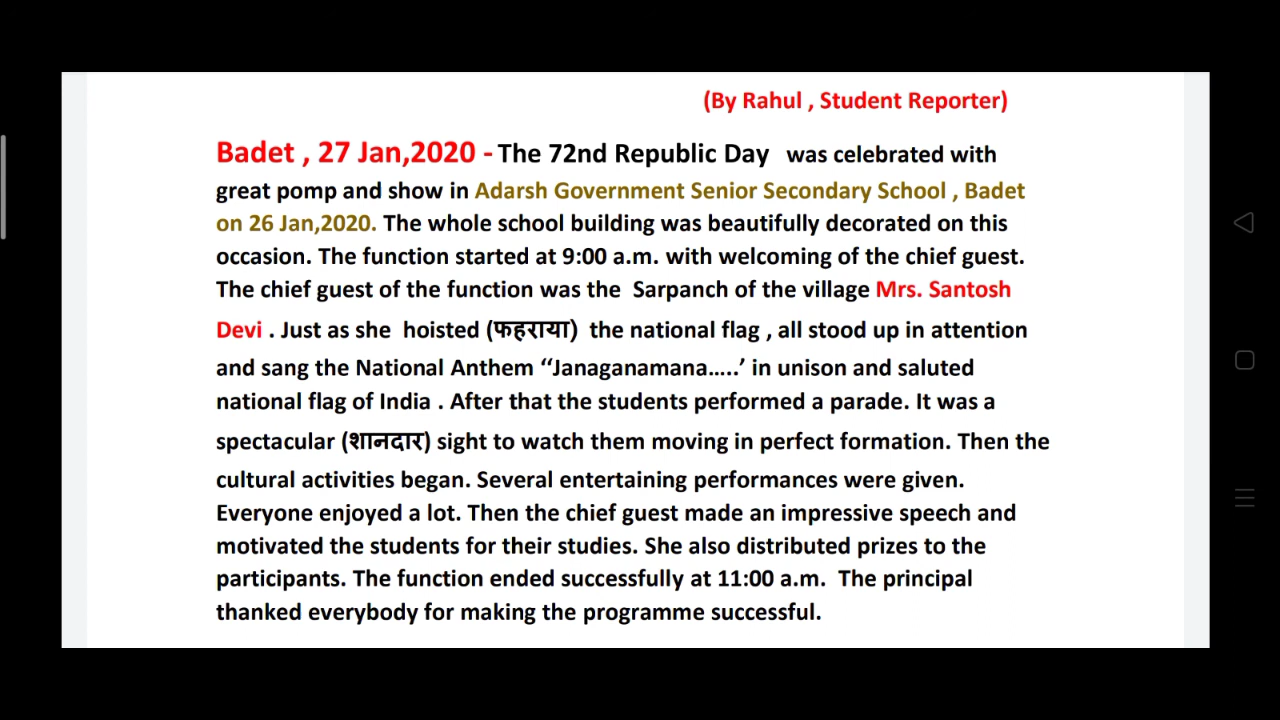 (By Rahul , Student Reporter)
Badet , 27 Jan,2020 - The 72nd Republic Day was celebrated with
great pomp and show in Adarsh Government Senior Secondary School , Badet
on 26 Jan,2020. The whole school building was beautifully decorated on this
occasion. The function started at 9:00 a.m. with welcoming of the chief guest.
The chief guest of the function was the Sarpanch of the village Mrs. Santosh
Devi . Just as she hoisted (फहराया) the national flag , all stood up in attention
and sang the National Anthem “Janaganamana…..’ in unison and saluted
national flag of India . After that the students performed a parade. It was a
spectacular (शानदार) sight to watch them moving in perfect formation. Then the
cultural activities began. Several entertaining performances were given.
Everyone enjoyed a lot. Then the chief guest made an impressive speech and
motivated the students for their studies. She also distributed prizes to the
participants. The function ended successfully at 11:00 a.m. The principal
thanked everybody for making the programme successful.